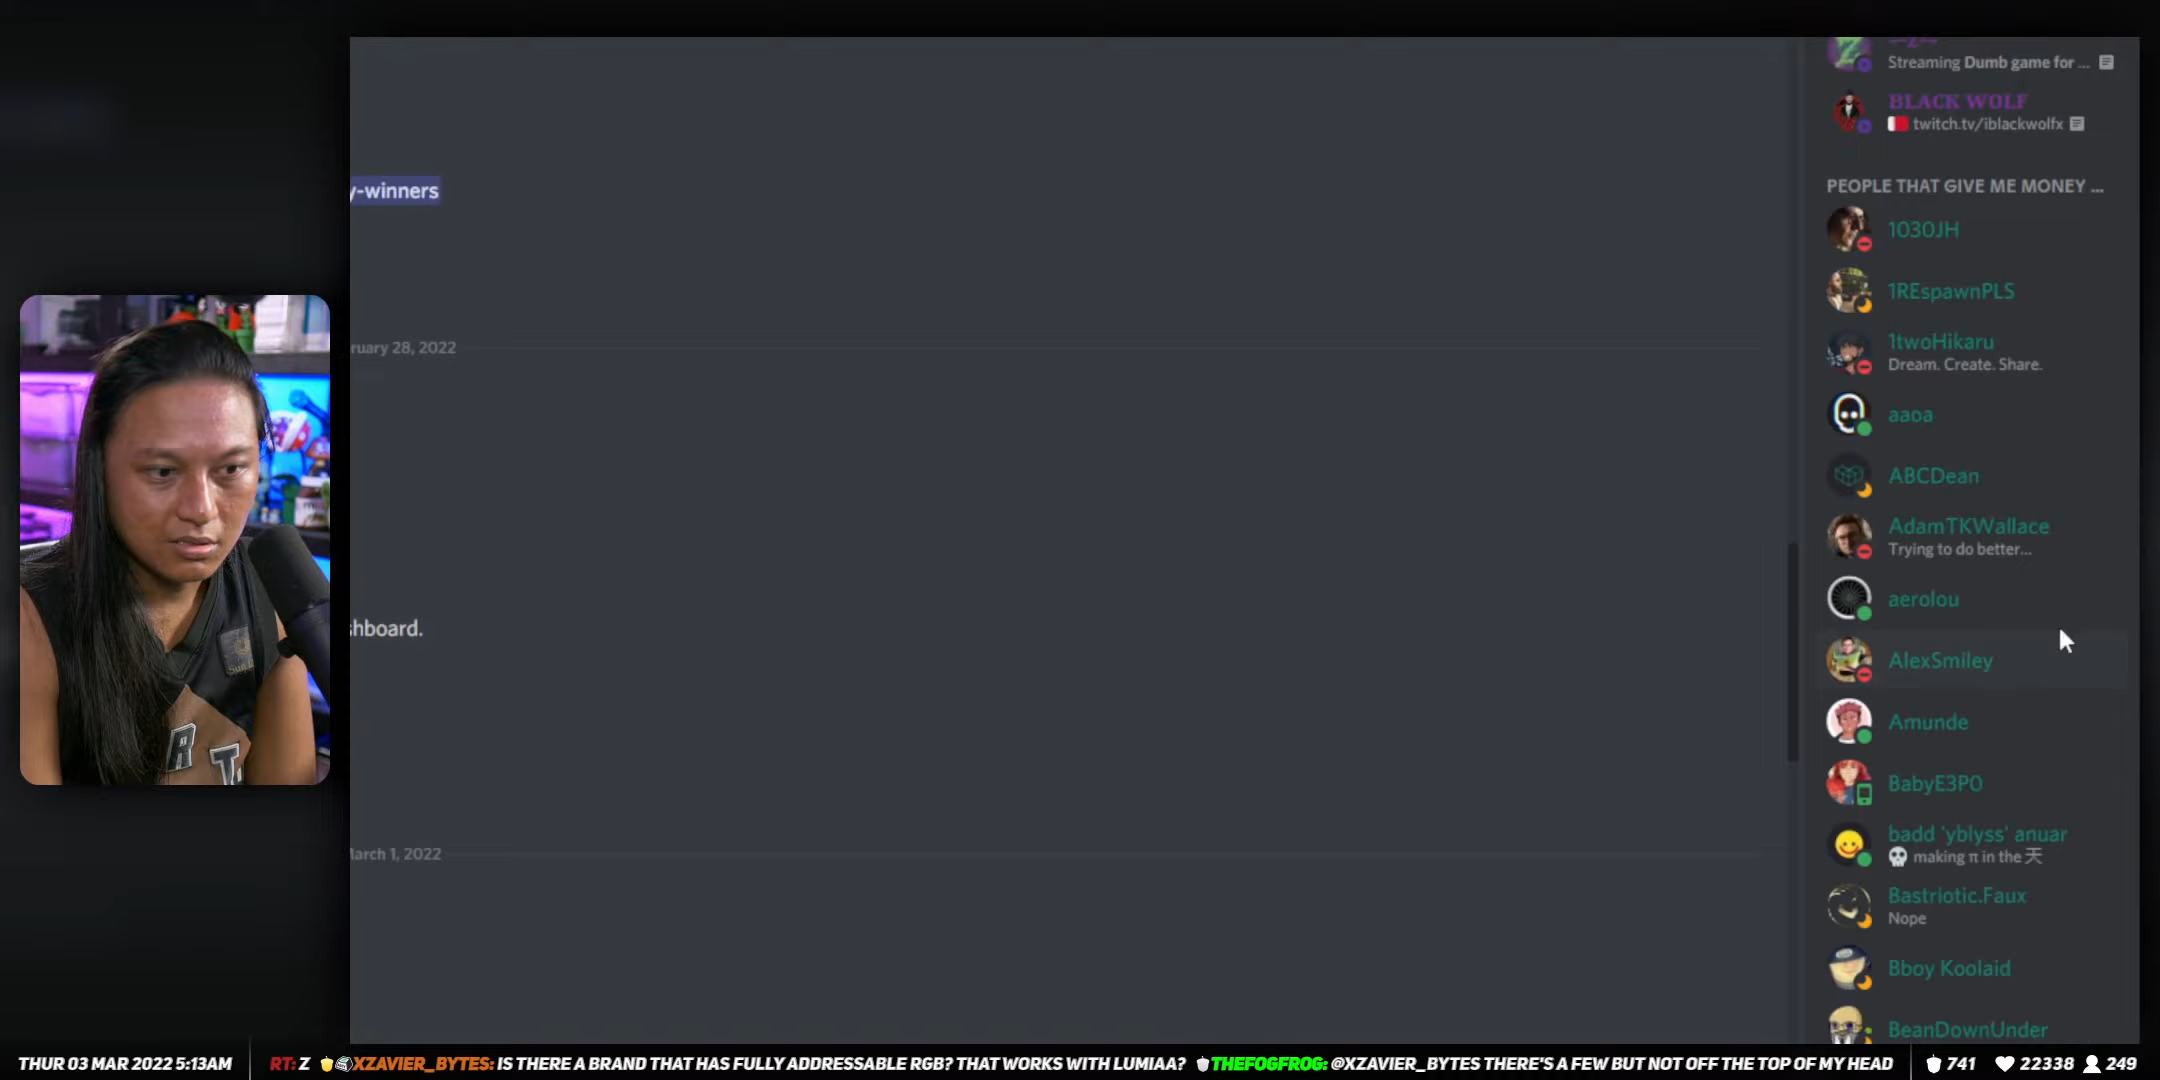 Streaming Dumb game for ...
BLACK WOLF
twitch.tv/iblackwolfx
y-winners
PEOPLE THAT GIVE ME MONEY ...
1030JH
1REspawnPLS
ruary 28, 2022
1twoHikaru
Dream. Create. Share.
aaoa
ABCDean
AdamTKWallace
Trying to do better...
aerolou
shboard.
AlexSmiley
Amunde
BabyE3P0
badd 'yblyss' anuar
making π in the 天
March 1, 2022
Bastriotic.Faux
Nope
Bboy Koolaid
BeanDownUnder
THUR 03 MAR 2022 5:13AM
RT: Z XZAVIER_BYTES: IS THERE A BRAND THAT HAS FULLY ADDRESSABLE RGB? THAT WORKS WITH LUMIAA? THEFOGFROG: @XZAVIER_BYTES THERE'S A FEW BUT NOT OFF THE TOP OF MY HEAD
741 22338 249